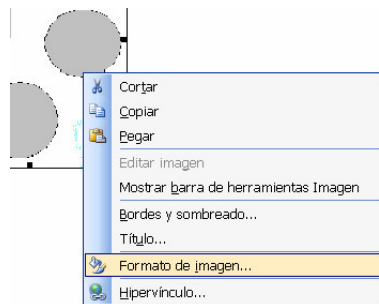 Cortar
Copiar
Pegar
Editar imagen
Mostrar barra de herramientas Imagen
Bordes y sombreado...
Título...
Formato de imagen...
Hipervínculo...